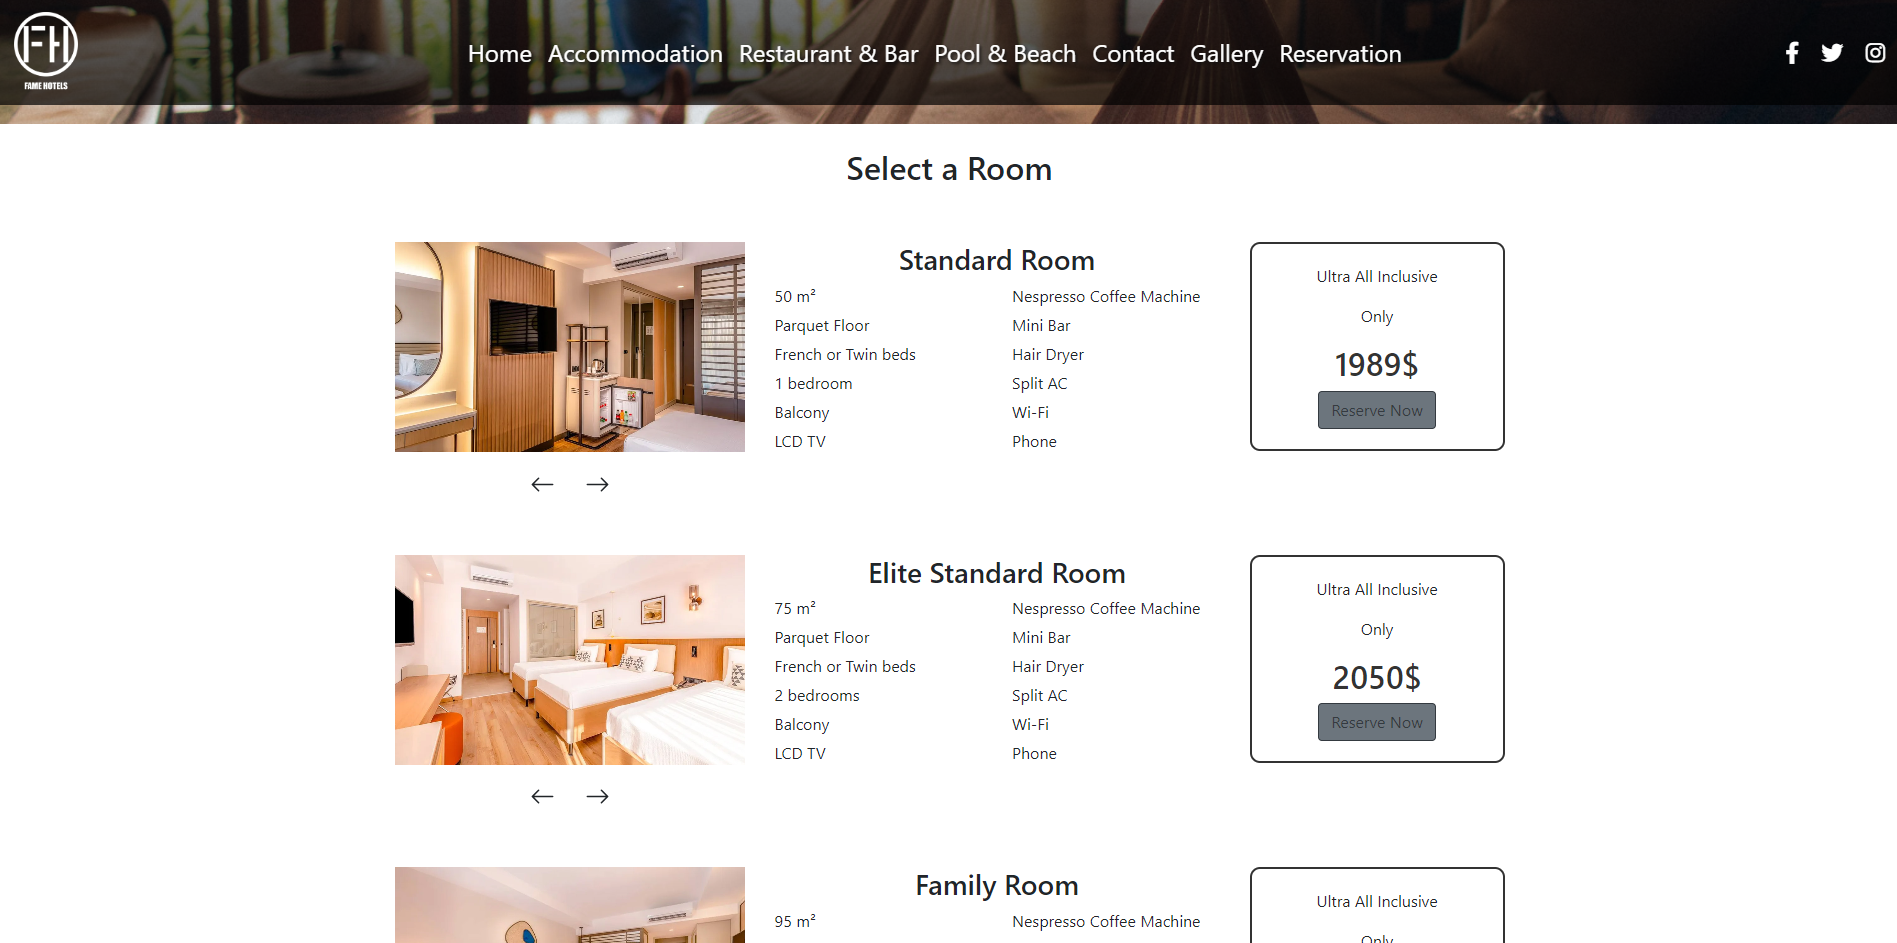 FH
FAME HOTELS
Home Accommodation Restaurant & Bar Pool & Beach Contact Gallery Reservation
Select a Room
Standard Room
50 m²
Parquet Floor
French or Twin beds
1 bedroom
Balcony
LCD TV
Nespresso Coffee Machine
Mini Bar
Hair Dryer
Split AC
Wi-Fi
Phone
Ultra All Inclusive
Only
1989$
Reserve Now
Elite Standard Room
75 m²
Parquet Floor
French or Twin beds
2 bedrooms
Balcony
LCD TV
Nespresso Coffee Machine
Mini Bar
Hair Dryer
Split AC
Wi-Fi
Phone
Ultra All Inclusive
Only
2050$
Reserve Now
Family Room
95 m²
Nespresso Coffee Machine
Ultra All Inclusive
Only